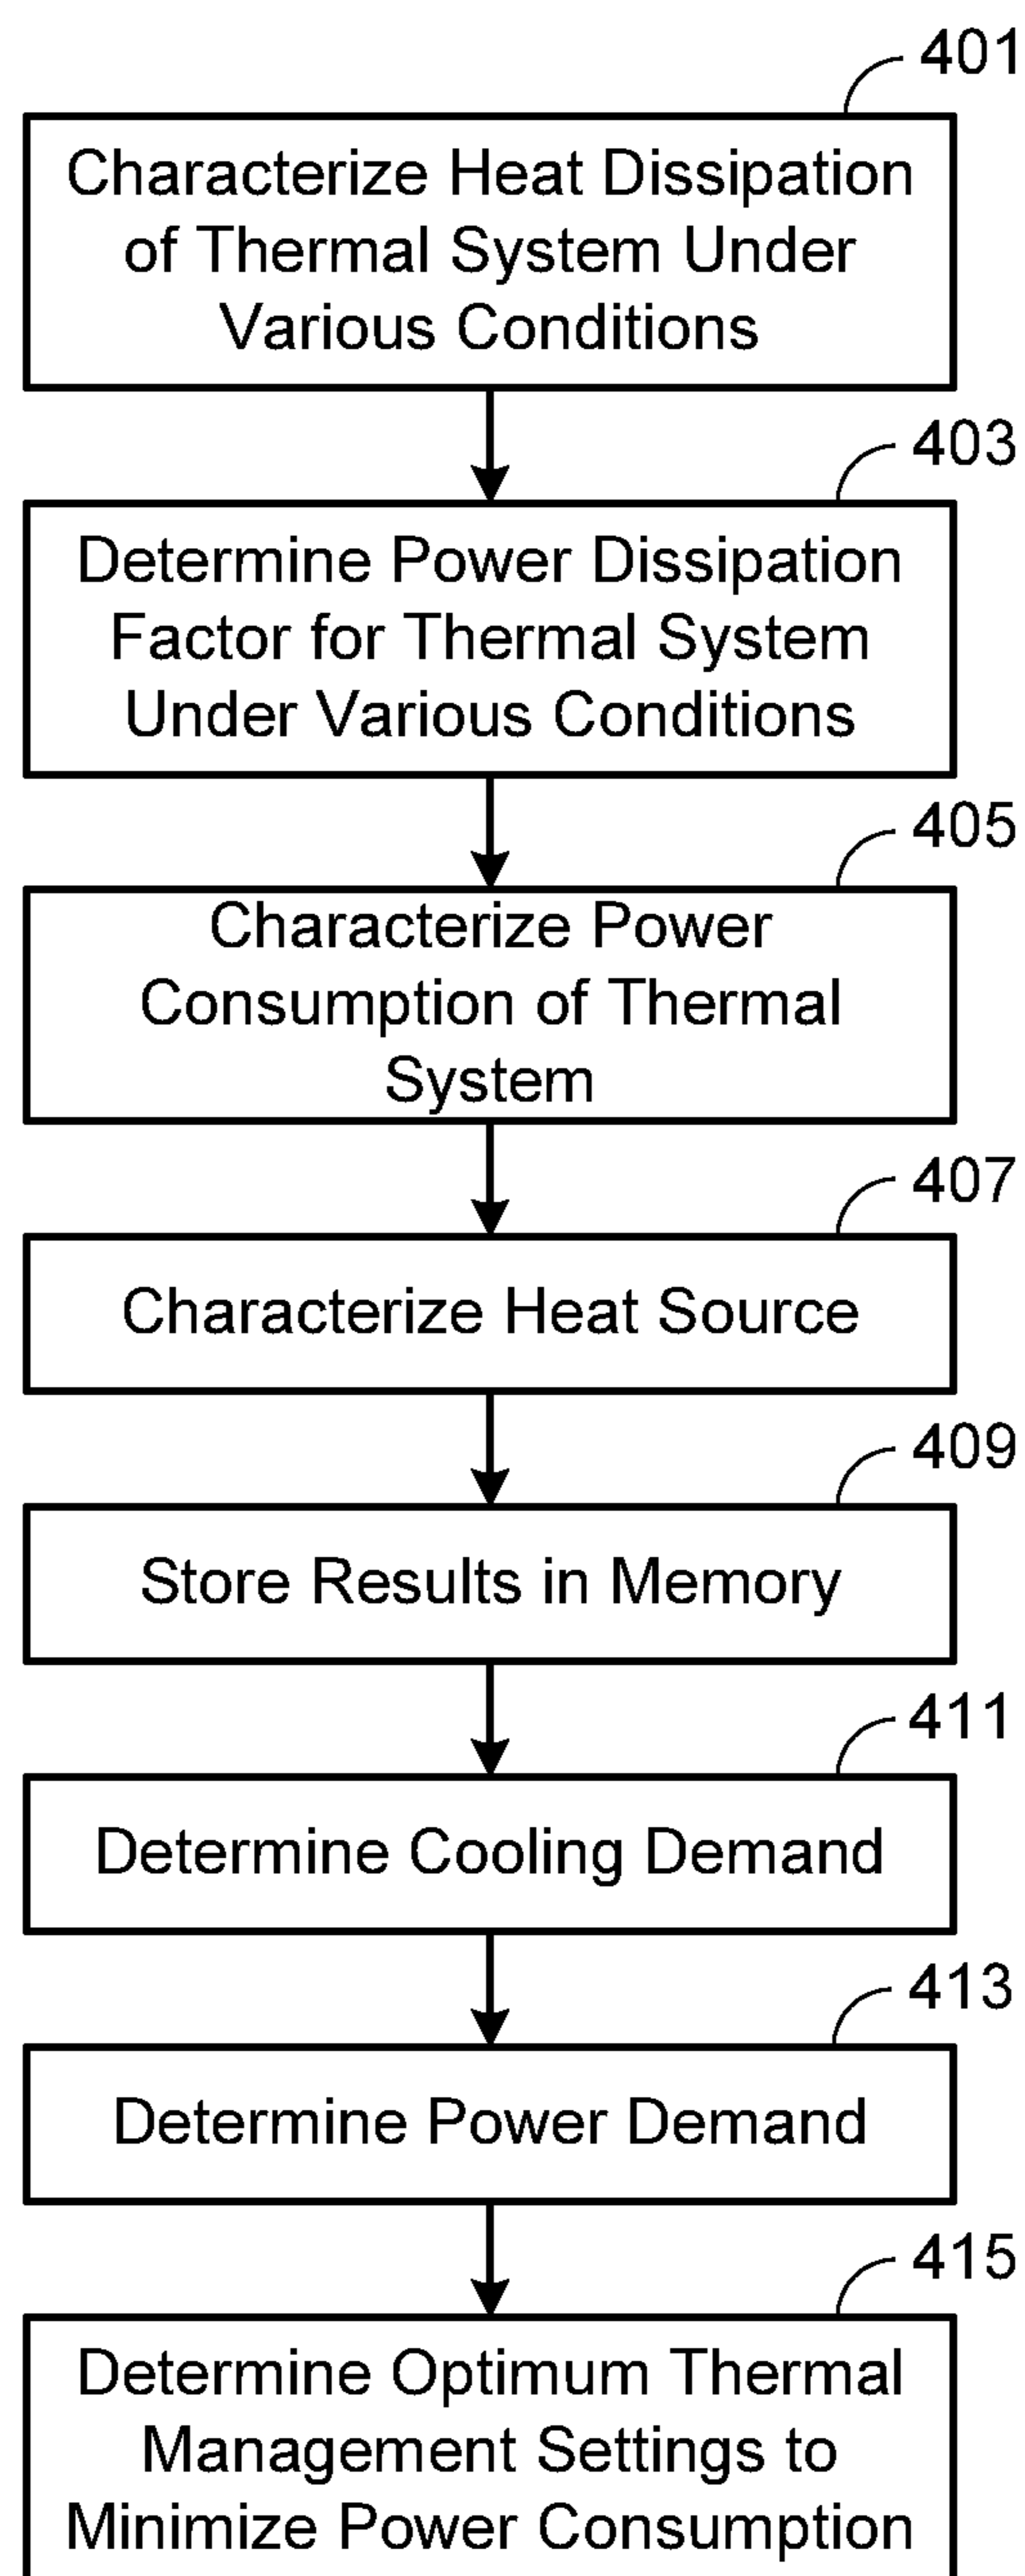 401
Characterize Heat Dissipation
of Thermal System Under
Various Conditions
403
Determine Power Dissipation
Factor for Thermal System
Under Various Conditions
405
Characterize Power
Consumption of Thermal
System
407
Characterize Heat Source
409
Store Results in Memory
411
Determine Cooling Demand
413
Determine Power Demand
415
Determine Optimum Thermal
Management Settings to
Minimize Power Consumption